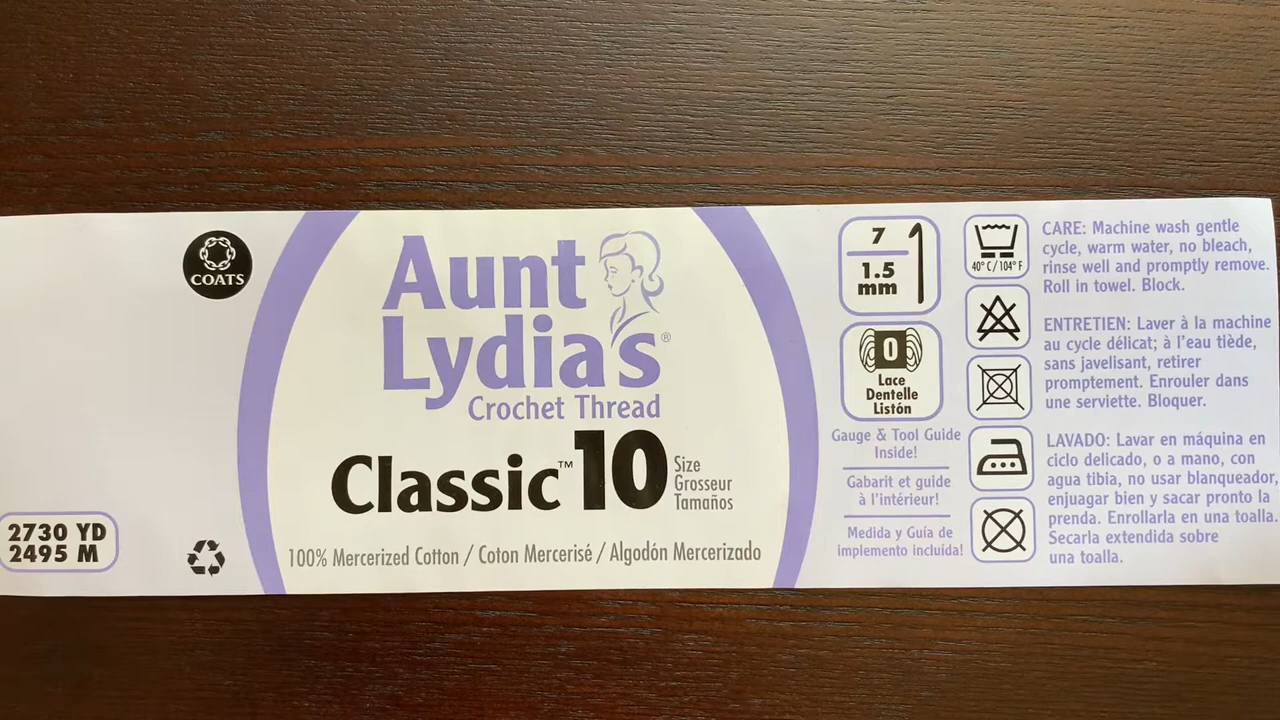 COATS
2730 YD
2495 M
Aunt
Lydia's®
Crochet Thread
Classic™ 10
Size
Grosseur
Tamaños
100% Mercerized Cotton / Coton Mercerisé / Algodón Mercerizado
7
1.5
mm
0
Lace
Dentelle
Listón
Gauge & Tool Guide
Inside!
Gabarit et guide
à l'intérieur!
Medida y Guía de
implemento incluida!
40° C/104° F
CARE: Machine wash gentle
cycle, warm water, no bleach,
rinse well and promptly remove.
Roll in towel. Block.
ENTRETIEN: Laver à la machine
au cycle délicat; à l'eau tiède,
sans javelisant, retirer
promptement. Enrouler dans
une serviette. Bloquer.
LAVADO: Lavar en máquina en
ciclo delicado, o a mano, con
agua tibia, no usar blanqueador,
enjuagar bien y sacar pronto la
prenda. Enrollarla en una toalla.
Secarla extendida sobre
una toalla.